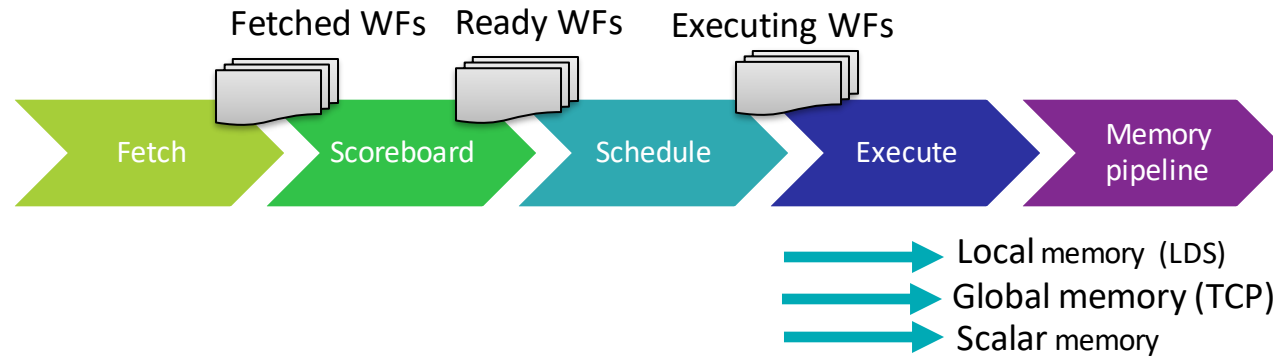 Fetched WFs
Ready WFs
Executing WFs
Fetch
Scoreboard
Schedule
Execute
Memory
pipeline
Local memory (LDS)
Global memory (TCP)
Scalar memory